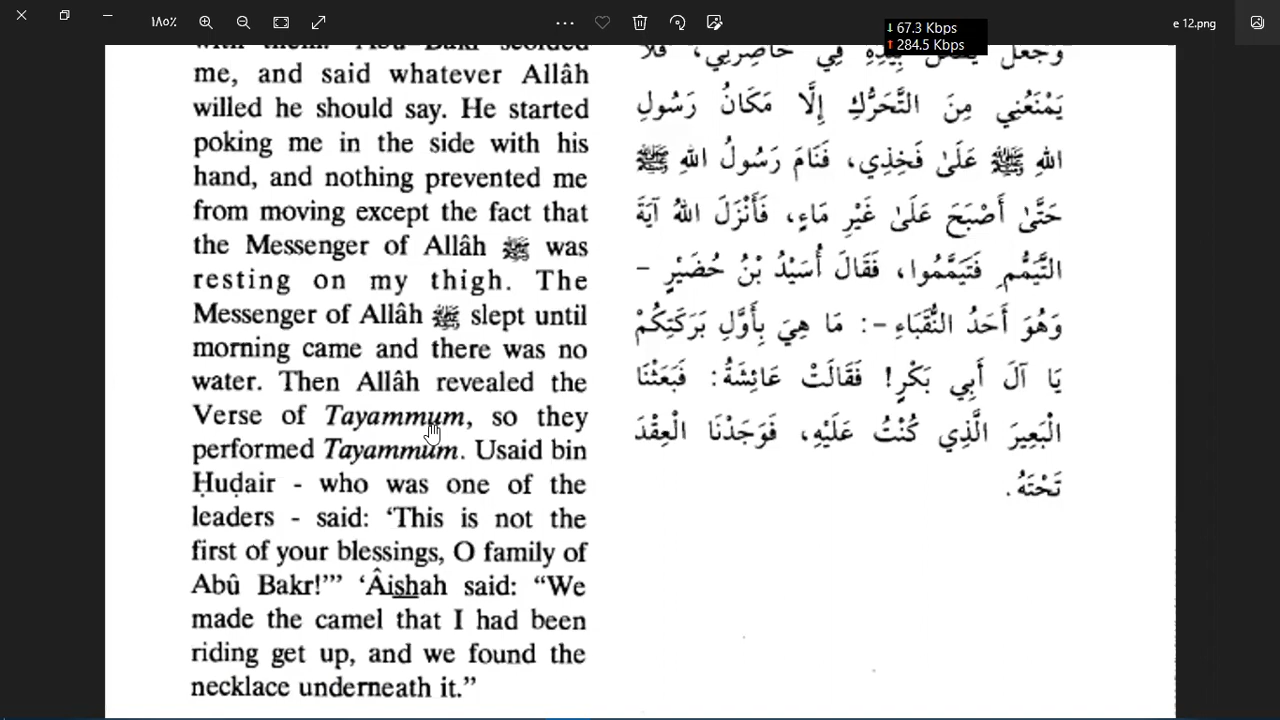 ١٨٥%
e 12.png
↓ 67.3 Kbps
↑ 284.5 Kbps
with them.' Abû Bakr scolded
me, and said whatever Allâh
willed he should say. He started
poking me in the side with his
hand, and nothing prevented me
from moving except the fact that
the Messenger of Allâh ﷺ was
resting on my thigh. The
Messenger of Allâh ﷺ slept until
morning came and there was no
water. Then Allâh revealed the
Verse of Tayammum, so they
performed Tayammum. Usaid bin
Ḥuḍair - who was one of the
leaders - said: ‘This is not the
first of your blessings, O family of
Abû Bakr!’” ‘Âishah said: “We
made the camel that I had been
riding get up, and we found the
necklace underneath it.”
وَجَعَلَ يَطْعُنُ بِيَدِهِ فِي خَاصِرَتِي، فَلَا
يَمْنَعُنِي مِنَ التَّحَرُّكِ إِلَّا مَكَانُ رَسُولِ
اللهِ ﷺ عَلَىٰ فَخِذِي، فَنَامَ رَسُولُ اللهِ ﷺ
حَتَّىٰ أَصْبَحَ عَلَىٰ غَيْرِ مَاءٍ، فَأَنْزَلَ اللهُ آيَةَ
التَّيَمُّمِ فَتَيَمَّمُوا، فَقَالَ أُسَيْدُ بْنُ حُضَيْرٍ -
وَهُوَ أَحَدُ النُّقَبَاءِ -: مَا هِيَ بِأَوَّلِ بَرَكَتِكُمْ
يَا آلَ أَبِي بَكْرٍ! فَقَالَتْ عَائِشَةُ: فَبَعَثْنَا
الْبَعِيرَ الَّذِي كُنْتُ عَلَيْهِ، فَوَجَدْنَا الْعِقْدَ
تَحْتَهُ.